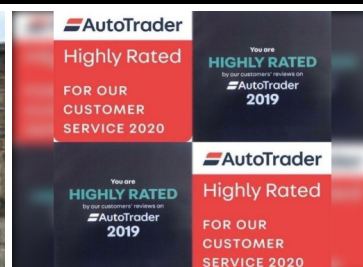 AutoTrader
Highly Rated
FOR OUR
CUSTOMER
SERVICE 2020
You are
HIGHLY RATED
by our customers' reviews on
AutoTrader
2019
You are
HIGHLY RATED
by our customers' reviews on
AutoTrader
2019
AutoTrader
Highly Rated
FOR OUR
CUSTOMER
SERVICE 2020